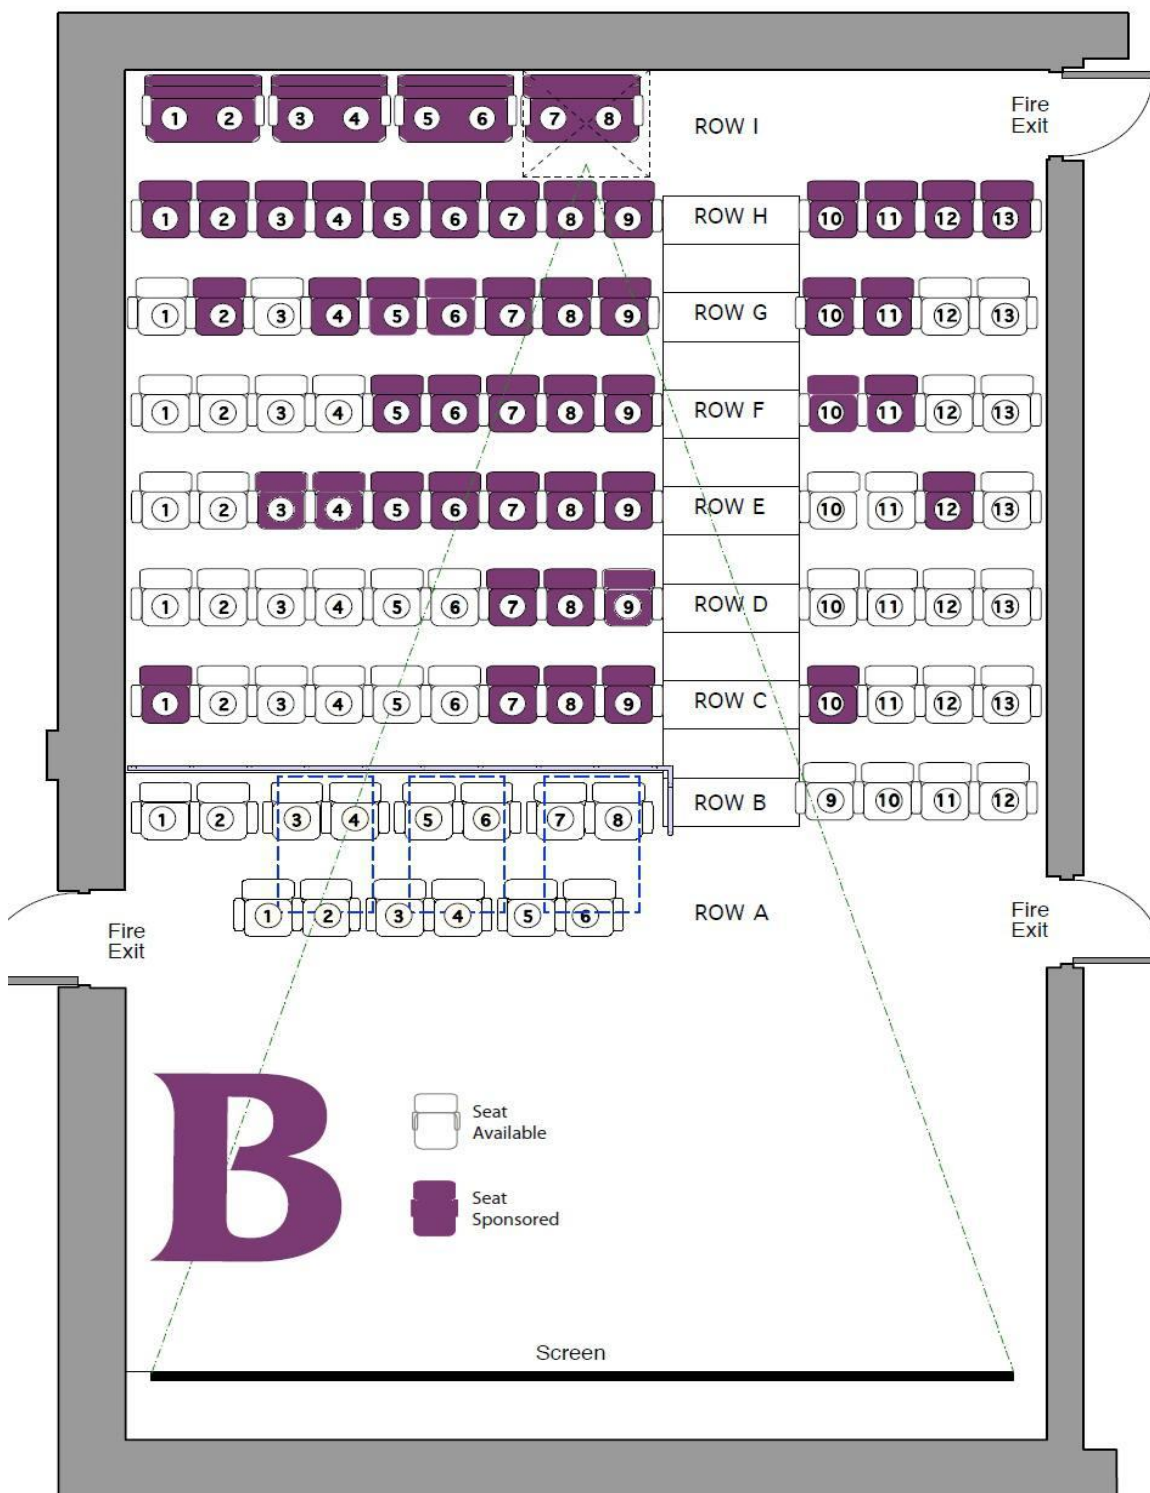 1 2 3 4 5 6 7 8 ROW I
Fire
Exit
1 2 3 4 5 6 7 8 9 ROW H 10 11 12 13
1 2 3 4 5 6 7 8 9 ROW G 10 11 12 13
1 2 3 4 5 6 7 8 9 ROW F 10 11 12 13
1 2 3 4 5 6 7 8 9 ROW E 10 11 12 13
1 2 3 4 5 6 7 8 9 ROW D 10 11 12 13
1 2 3 4 5 6 7 8 9 ROW C 10 11 12 13
1 2 3 4 5 6 7 8 ROW B 9 10 11 12
1 2 3 4 5 6 ROW A
Fire
Exit
Fire
Exit
B
Seat
Available
Seat
Sponsored
Screen